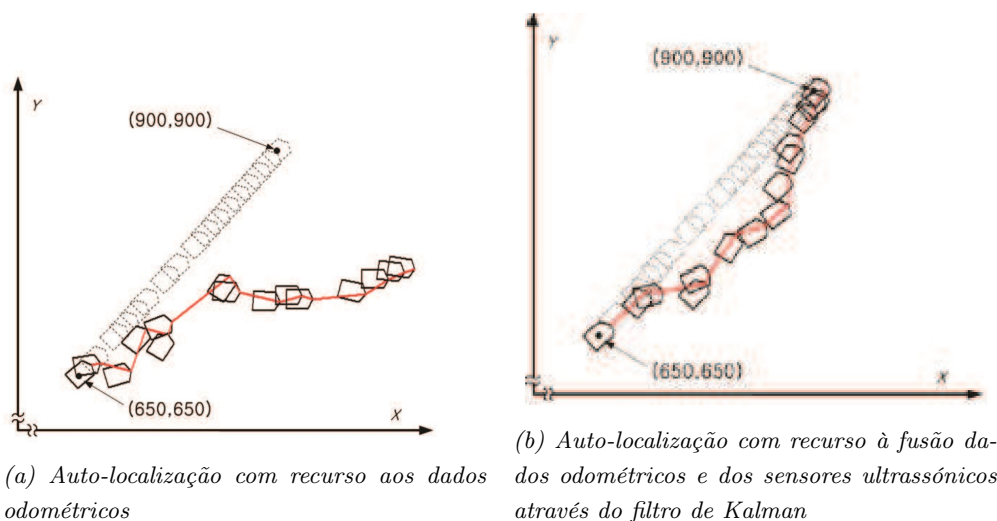 Y
(900,900)
(650,650)
X
(a) Auto-localização com recurso aos dados
odométricos
Y
(900,900)
(650,650)
X
(b) Auto-localização com recurso à fusão da-
dos odométricos e dos sensores ultrassónicos
através do filtro de Kalman